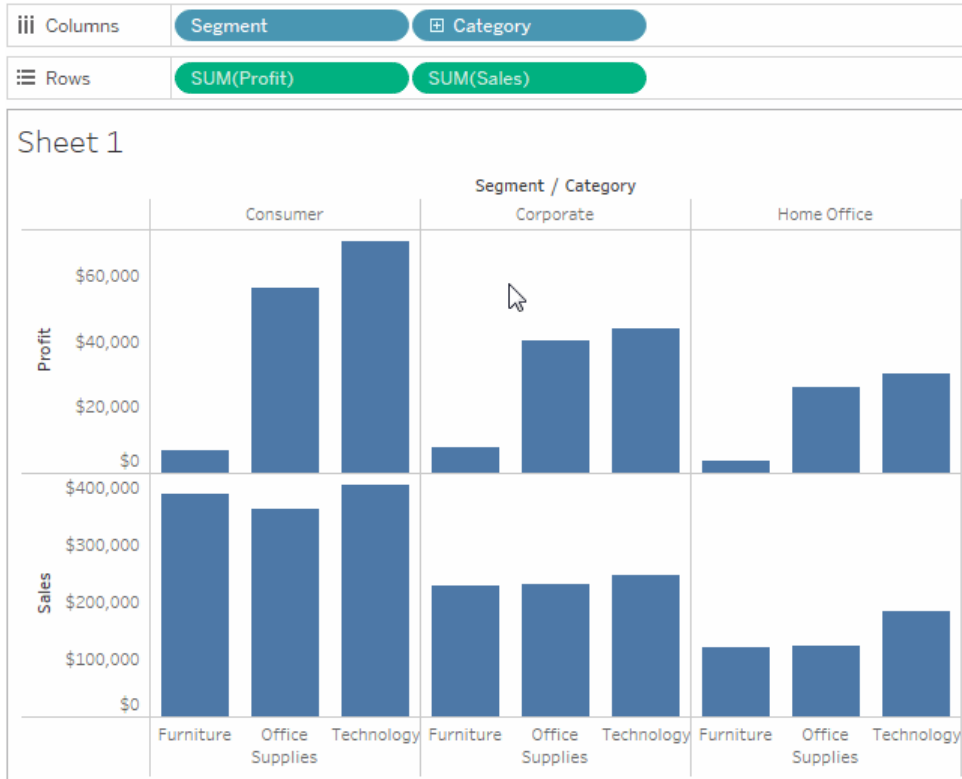 Columns
Segment
Category
Rows
SUM(Profit)
SUM(Sales)
Sheet 1
Segment / Category
Consumer
Corporate
Home Office
Profit
$60,000
$40,000
$20,000
$0
Sales
$400,000
$300,000
$200,000
$100,000
$0
Furniture
Office
Supplies
Technology
Furniture
Office
Supplies
Technology
Furniture
Office
Supplies
Technology